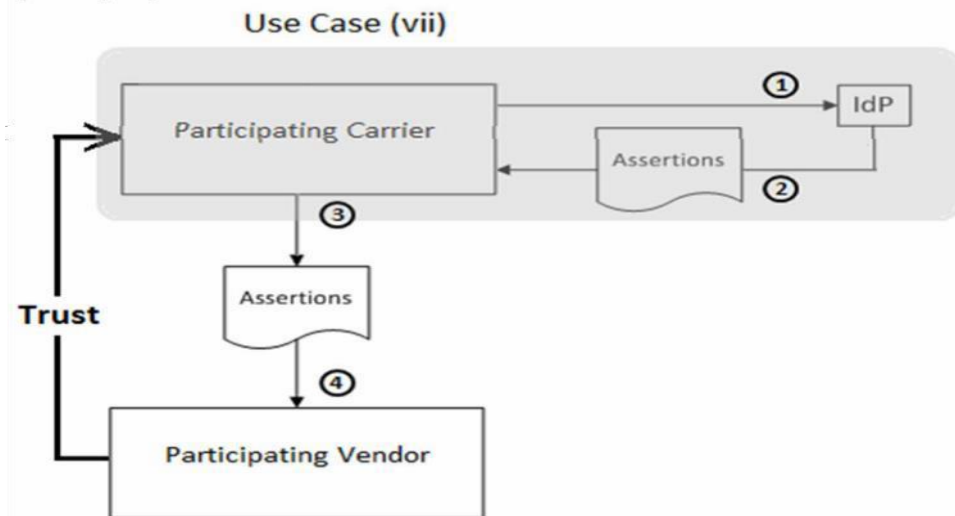 Use Case (vii)
1
IdP
Participating Carrier
Assertions
2
3
Assertions
Trust
4
Participating Vendor